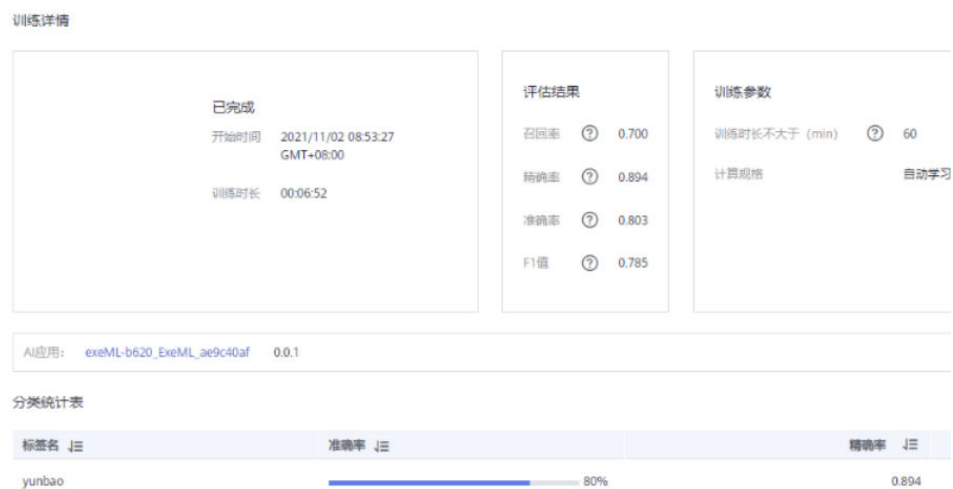 训练详情
已完成
开始时间 2021/11/02 08:53:27
GMT+08:00
训练时长 00:06:52
评估结果
召回率 ? 0.700
精确率 ? 0.894
准确率 ? 0.803
F1值 ? 0.785
训练参数
训练时长不大于 (min) ? 60
计算规格 自动学习
AI应用: exeML-b620_ExeML_ae9c40af 0.0.1
分类统计表
标签名 准确率 精确率
yunbao 80% 0.894